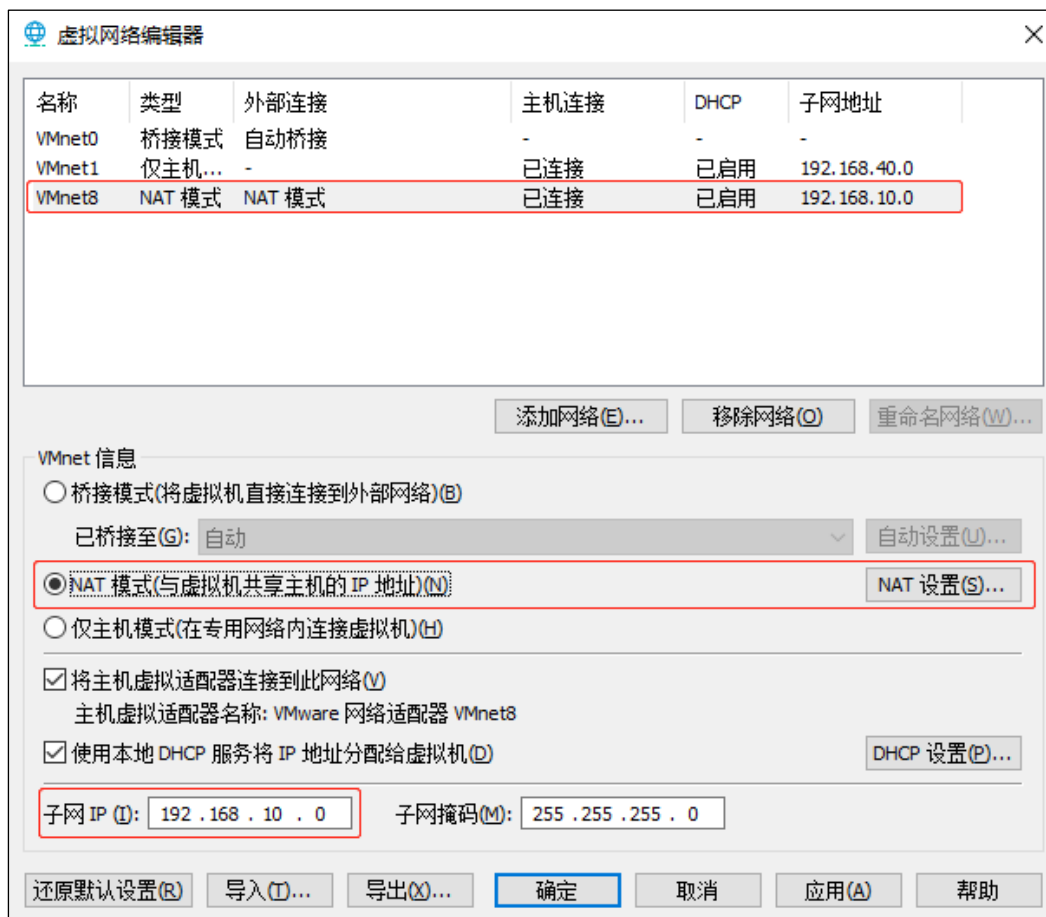 虚拟网络编辑器
名称 类型 外部连接 主机连接 DHCP 子网地址
VMnet0 桥接模式 自动桥接 - - -
VMnet1 仅主机... - 已连接 已启用 192.168.40.0
VMnet8 NAT 模式 NAT 模式 已连接 已启用 192.168.10.0
添加网络(E)... 移除网络(O) 重命名网络(W)...
VMnet 信息
桥接模式(将虚拟机直接连接到外部网络)(B)
已桥接至(G): 自动 自动设置(U)...
NAT 模式(与虚拟机共享主机的 IP 地址)(N) NAT 设置(S)...
仅主机模式(在专用网络内连接虚拟机)(H)
将主机虚拟适配器连接到此网络(V)
主机虚拟适配器名称: VMware 网络适配器 VMnet8
使用本地 DHCP 服务将 IP 地址分配给虚拟机(D) DHCP 设置(P)...
子网 IP (I): 192 . 168 . 10 . 0 子网掩码(M): 255 . 255 . 255 . 0
还原默认设置(R) 导入(T)... 导出(X)... 确定 取消 应用(A) 帮助